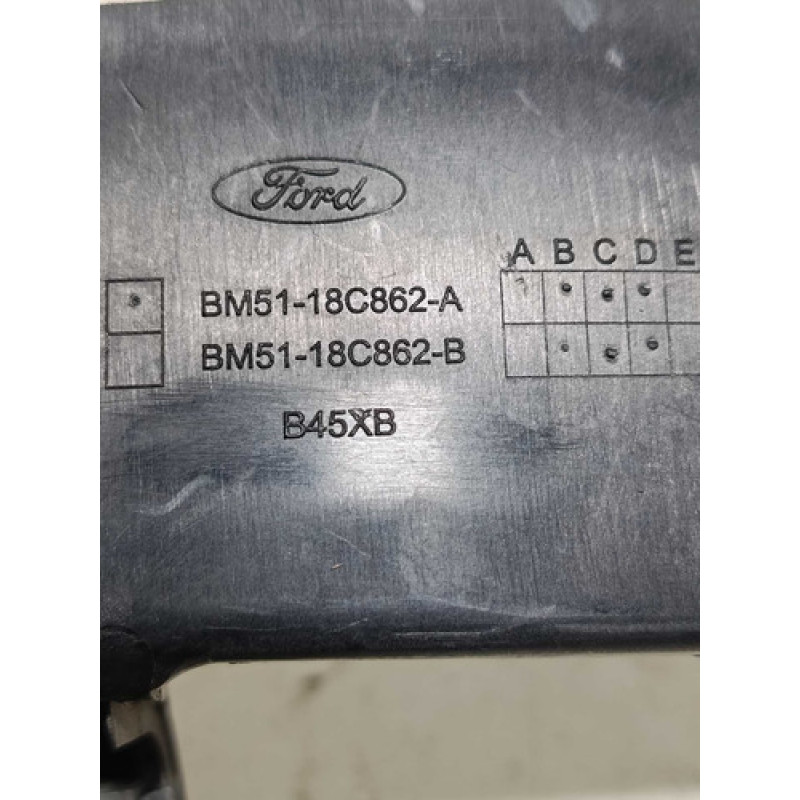 Ford
A B C D E
BM51-18C862-A
BM51-18C862-B
B45XB